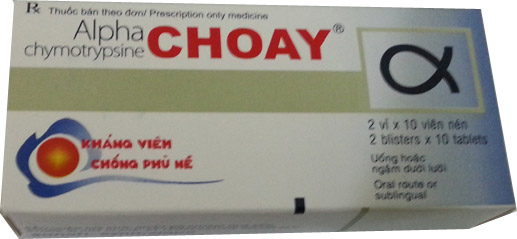 Rx Thuốc bán theo đơn/ Prescription only medicine
Alpha
chymotrypsine CHOAY®
KHÁNG VIÊM
CHỐNG PHÙ NỀ
2 vỉ x 10 viên nén
2 blisters x 10 tablets
Uống hoặc
ngậm dưới lưỡi
Oral route or
sublingual